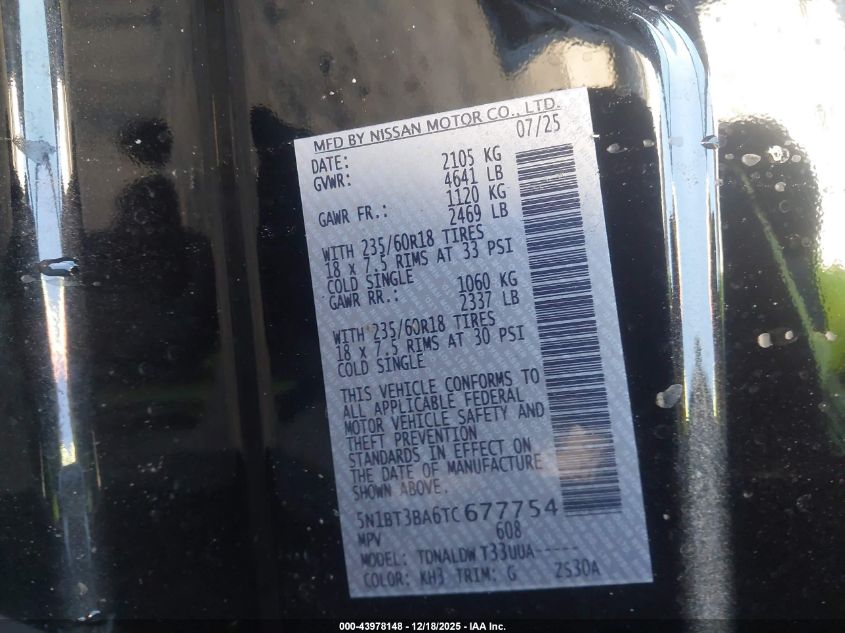 MFD BY NISSAN MOTOR CO., LTD.
DATE: 07/25
GVWR: 2105 KG
4641 LB
GAWR FR.: 1120 KG
2469 LB
WITH 235/60R18 TIRES
18 x 7.5 RIMS AT 33 PSI
COLD SINGLE
GAWR RR.: 1060 KG
2337 LB
WITH 235/60R18 TIRES
18 x 7.5 RIMS AT 30 PSI
COLD SINGLE
THIS VEHICLE CONFORMS TO
ALL APPLICABLE FEDERAL
MOTOR VEHICLE SAFETY AND
THEFT PREVENTION
STANDARDS IN EFFECT ON
THE DATE OF MANUFACTURE
SHOWN ABOVE.
5N1BT3BA6TC677754
MPV 608
MODEL: TDNALDW T33UUA-----
COLOR: KH3 TRIM: G 2S30A
000-43978148 - 12/18/2025 - IAA Inc.